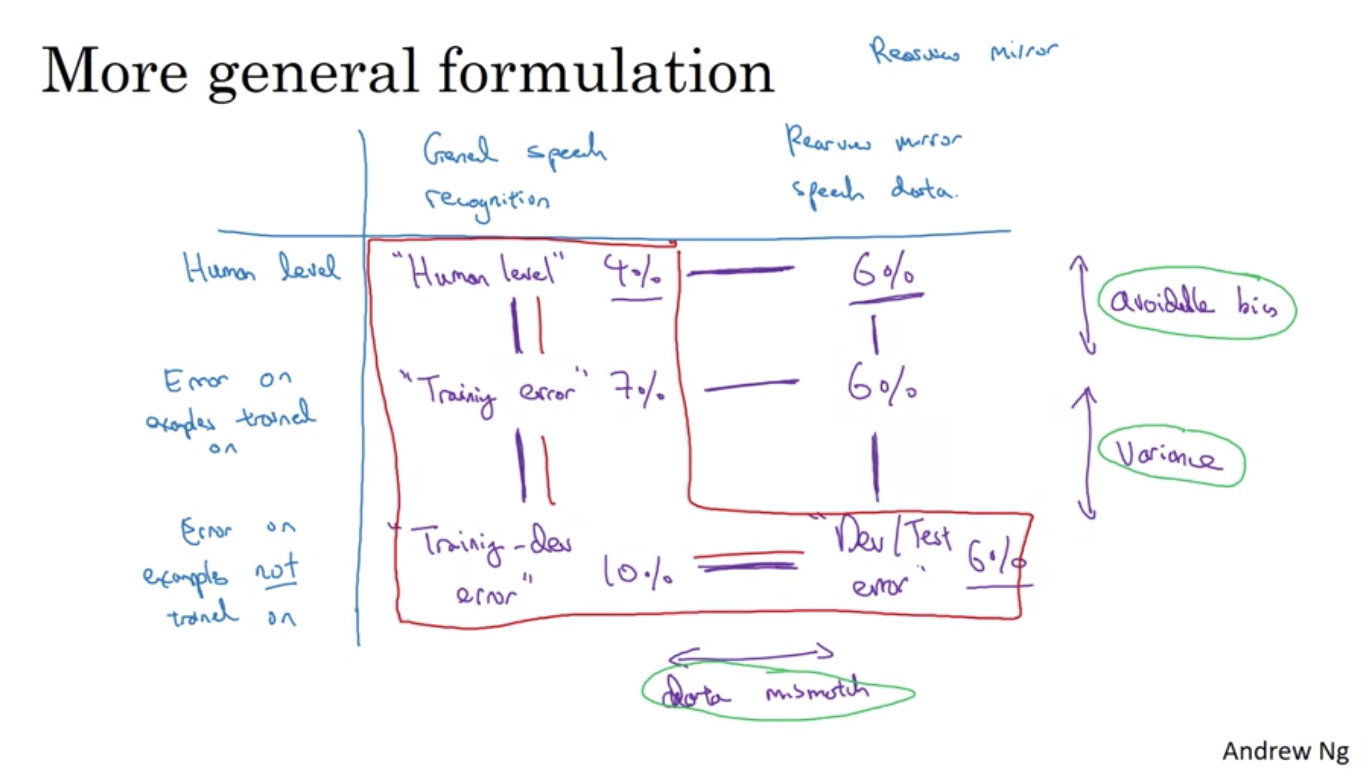 More general formulation
Rearview mirror
General speech
recognition
Rearview mirror
speech data.
Human level
"Human level" 4%
6%
avoidable bias
Error on
examples trained
on
"Training error" 7%
6%
Variance
Error on
examples not
trained on
"Training-dev
error" 10%
"Dev/Test
error" 6%
data mismatch
Andrew Ng